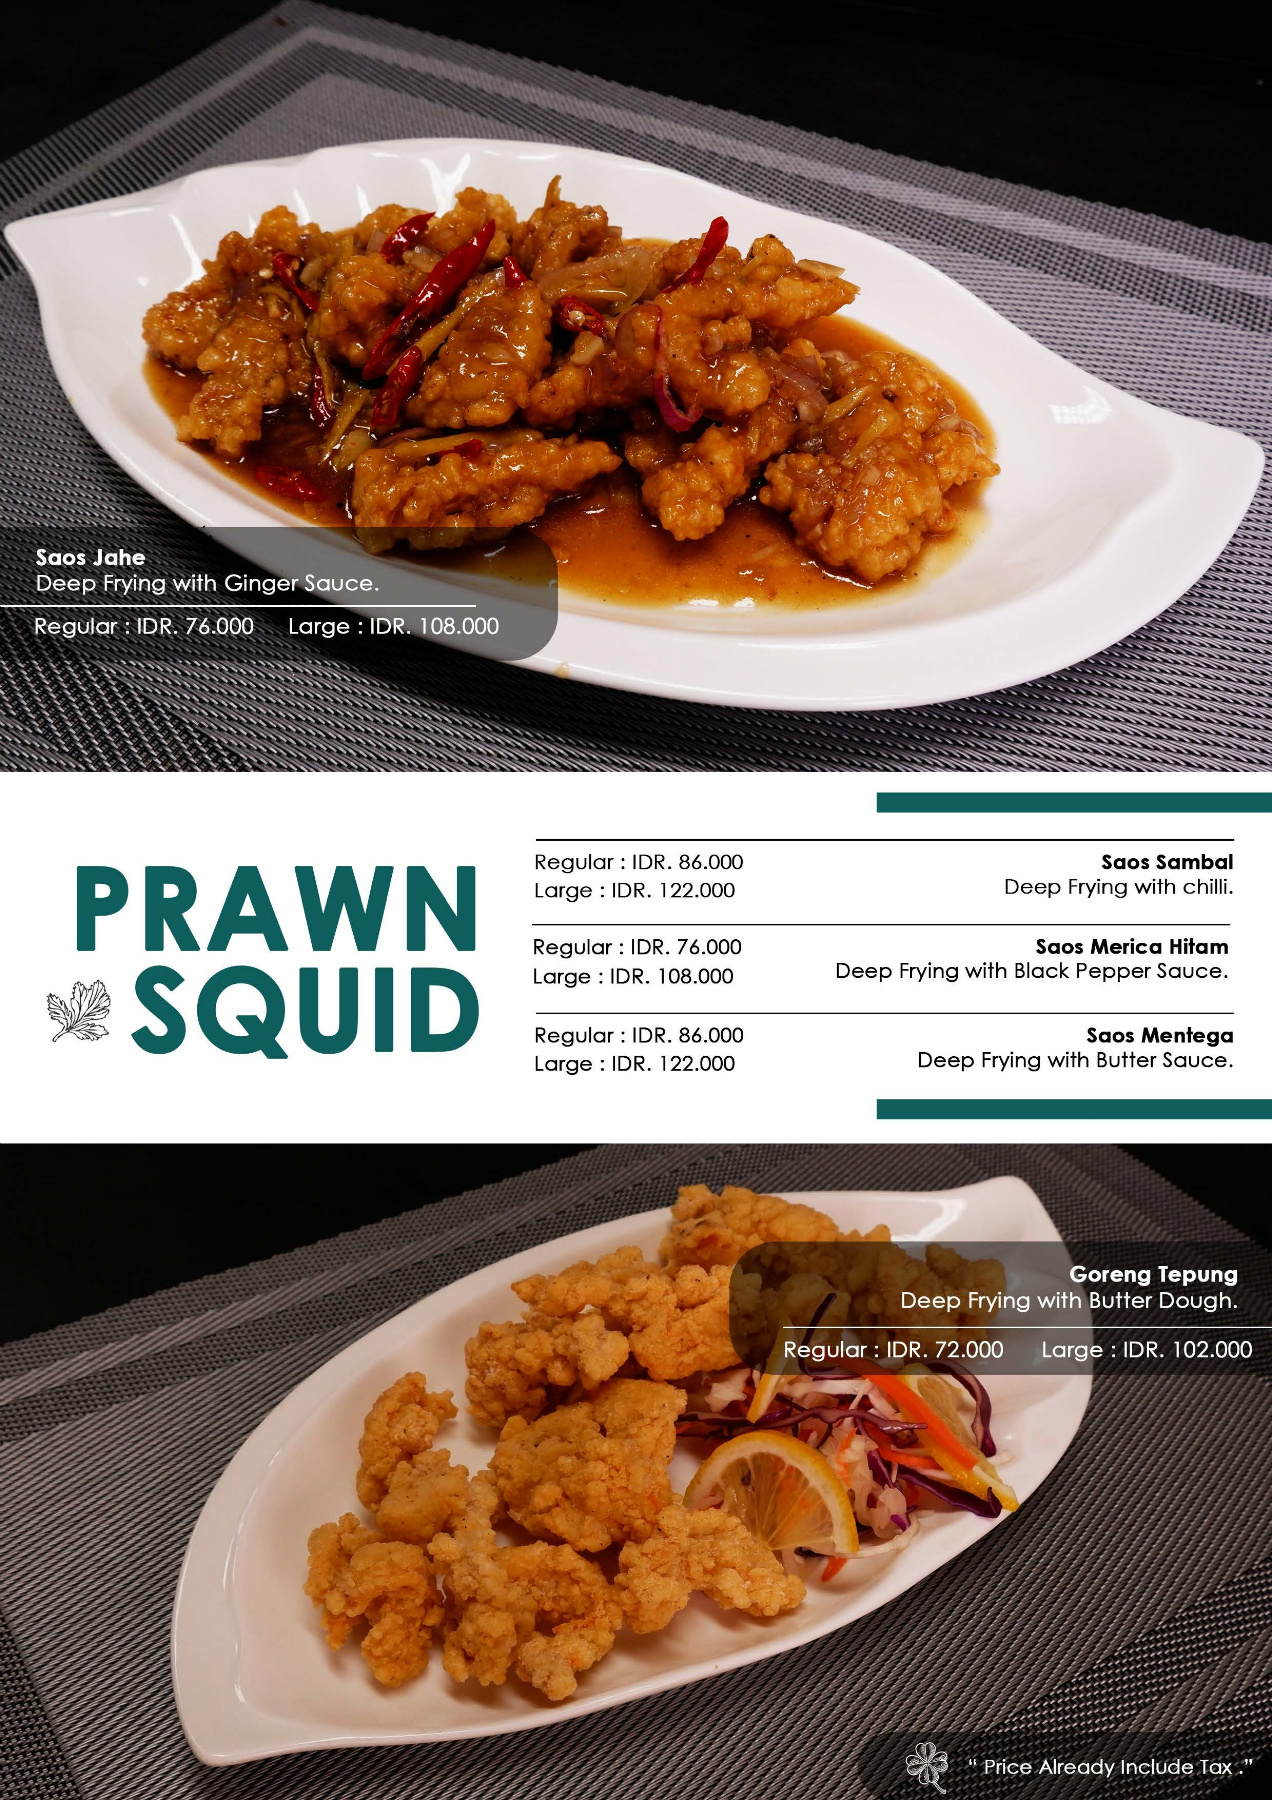 Saos Jahe
Deep Frying with Ginger Sauce.
Regular : IDR. 76.000 Large : IDR. 108.000
PRAWN
SQUID
Regular : IDR. 86.000 Saos Sambal
Large : IDR. 122.000 Deep Frying with chilli.
Regular : IDR. 76.000 Saos Merica Hitam
Large : IDR. 108.000 Deep Frying with Black Pepper Sauce.
Regular : IDR. 86.000 Saos Mentega
Large : IDR. 122.000 Deep Frying with Butter Sauce.
Goreng Tepung
Deep Frying with Butter Dough.
Regular : IDR. 72.000 Large : IDR. 102.000
“ Price Already Include Tax .”